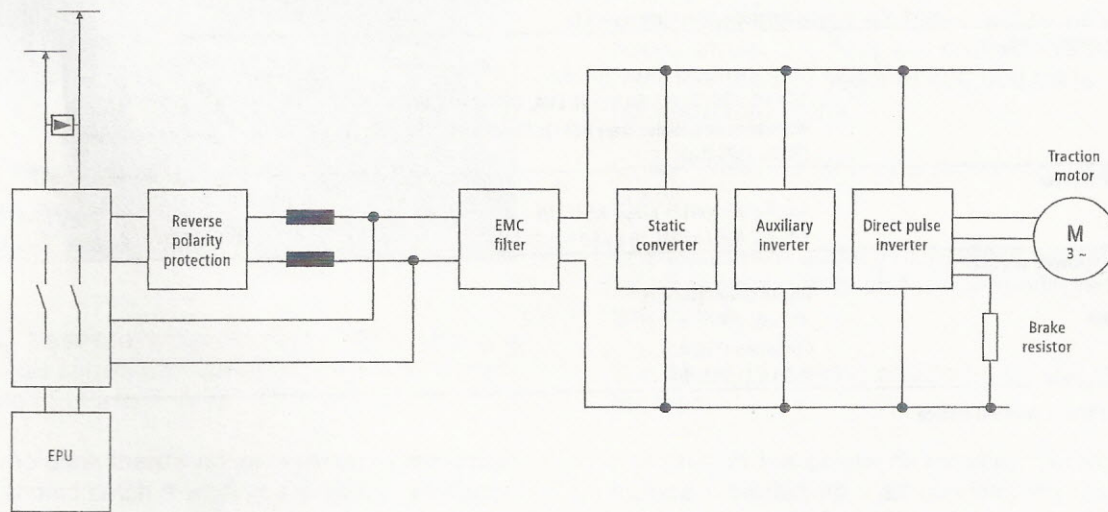 Traction
motor
Reverse
polarity
protection
EMC
filter
Static
converter
Auxiliary
inverter
Direct pulse
inverter
M
3 ~
Brake
resistor
EPU